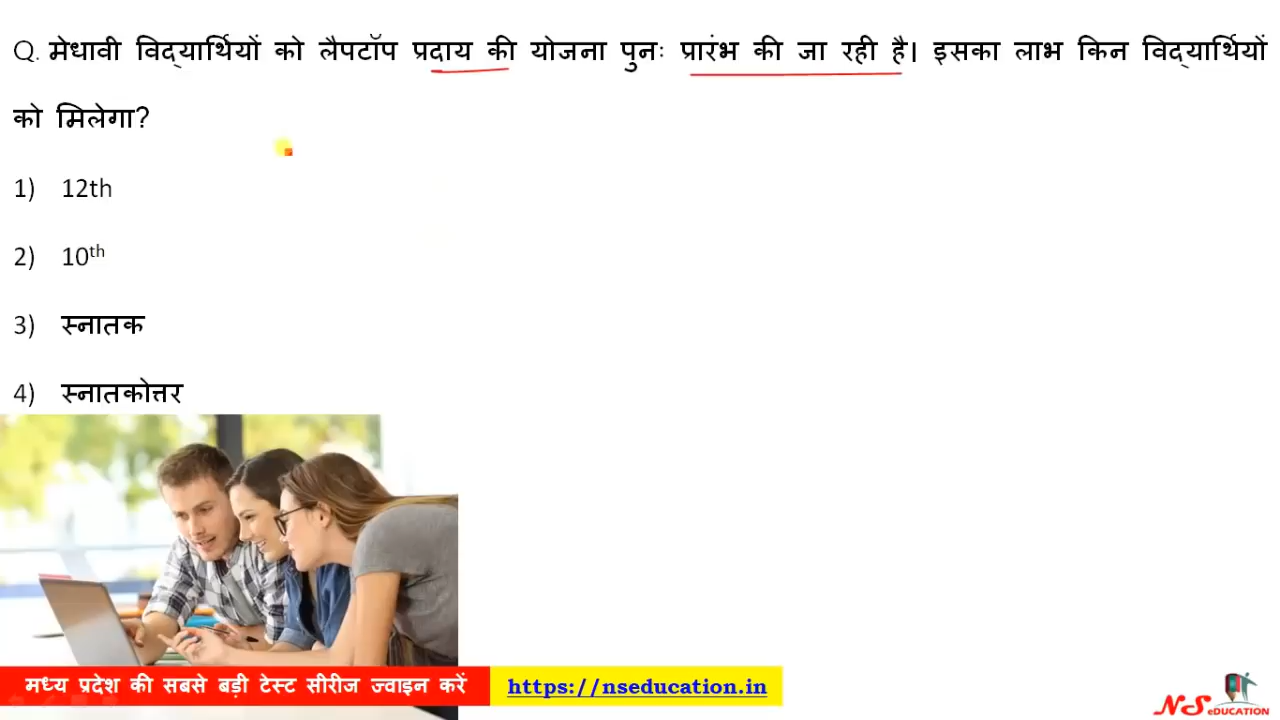 Q. मेधावी विद्यार्थियों को लैपटॉप प्रदाय की योजना पुनः प्रारंभ की जा रही है। इसका लाभ किन विद्यार्थियों
को मिलेगा?
1) 12th
2) 10th
3) स्नातक
4) स्नातकोत्तर
मध्य प्रदेश की सबसे बड़ी टेस्ट सीरीज ज्वाइन करें https://nseducation.in
NS eDUCATION